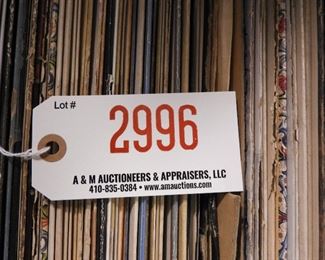 Lot #
2996
A & M AUCTIONEERS & APPRAISERS, LLC
410-835-0384 • www.amauctions.com